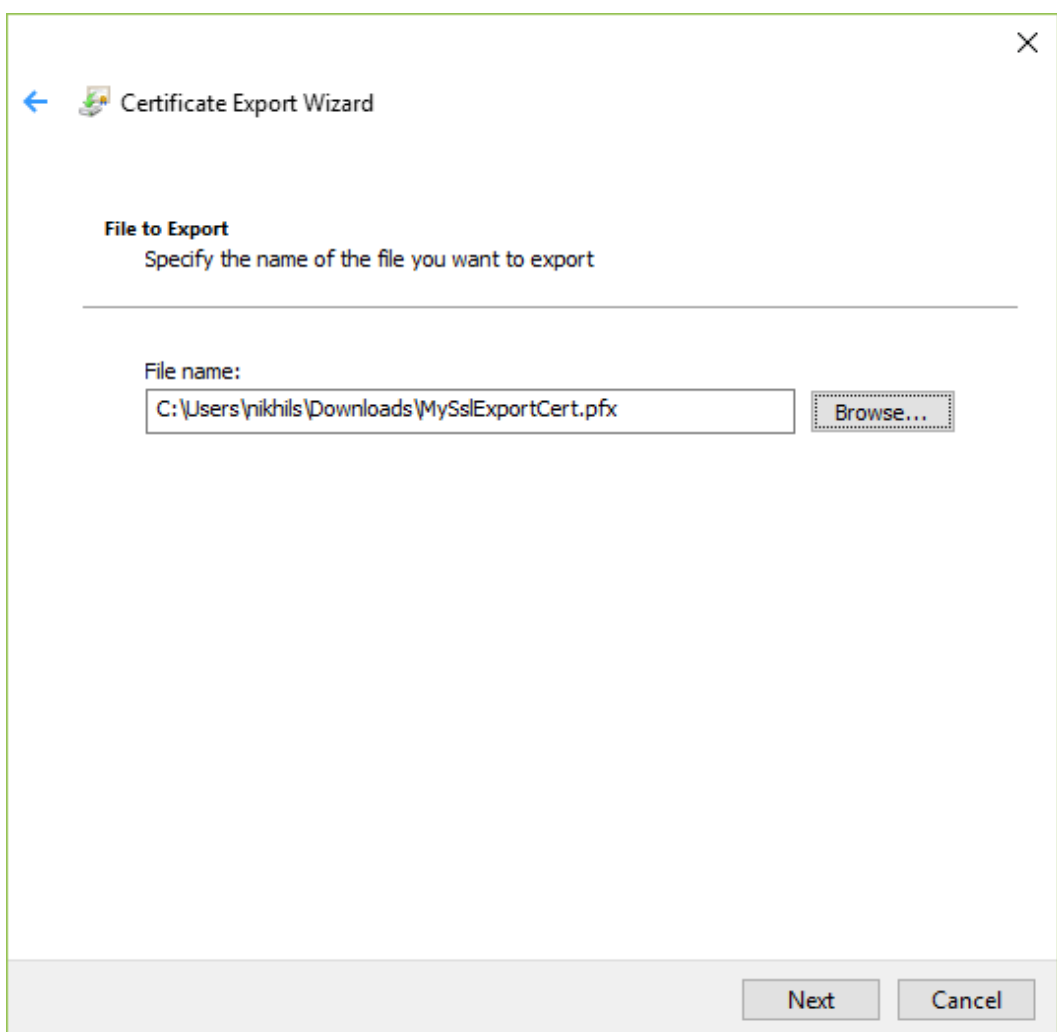 Certificate Export Wizard
File to Export
Specify the name of the file you want to export
File name:
C:\Users\nikhils\Downloads\MySslExportCert.pfx
Browse...
Next
Cancel